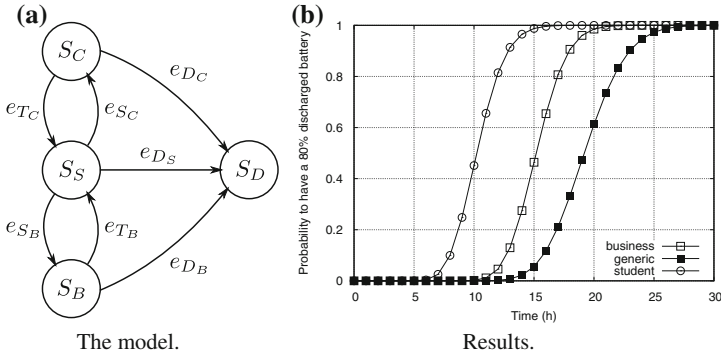 (a)
S_C
e_{D_C}
e_{T_C}
e_{S_C}
S_S
e_{D_S}
S_D
e_{S_B}
e_{T_B}
e_{D_B}
S_B
The model.
(b)
Probability to have a 80% discharged battery
1
0.8
0.6
0.4
0.2
0
0 5 10 15 20 25 30
Time (h)
business
generic
student
Results.